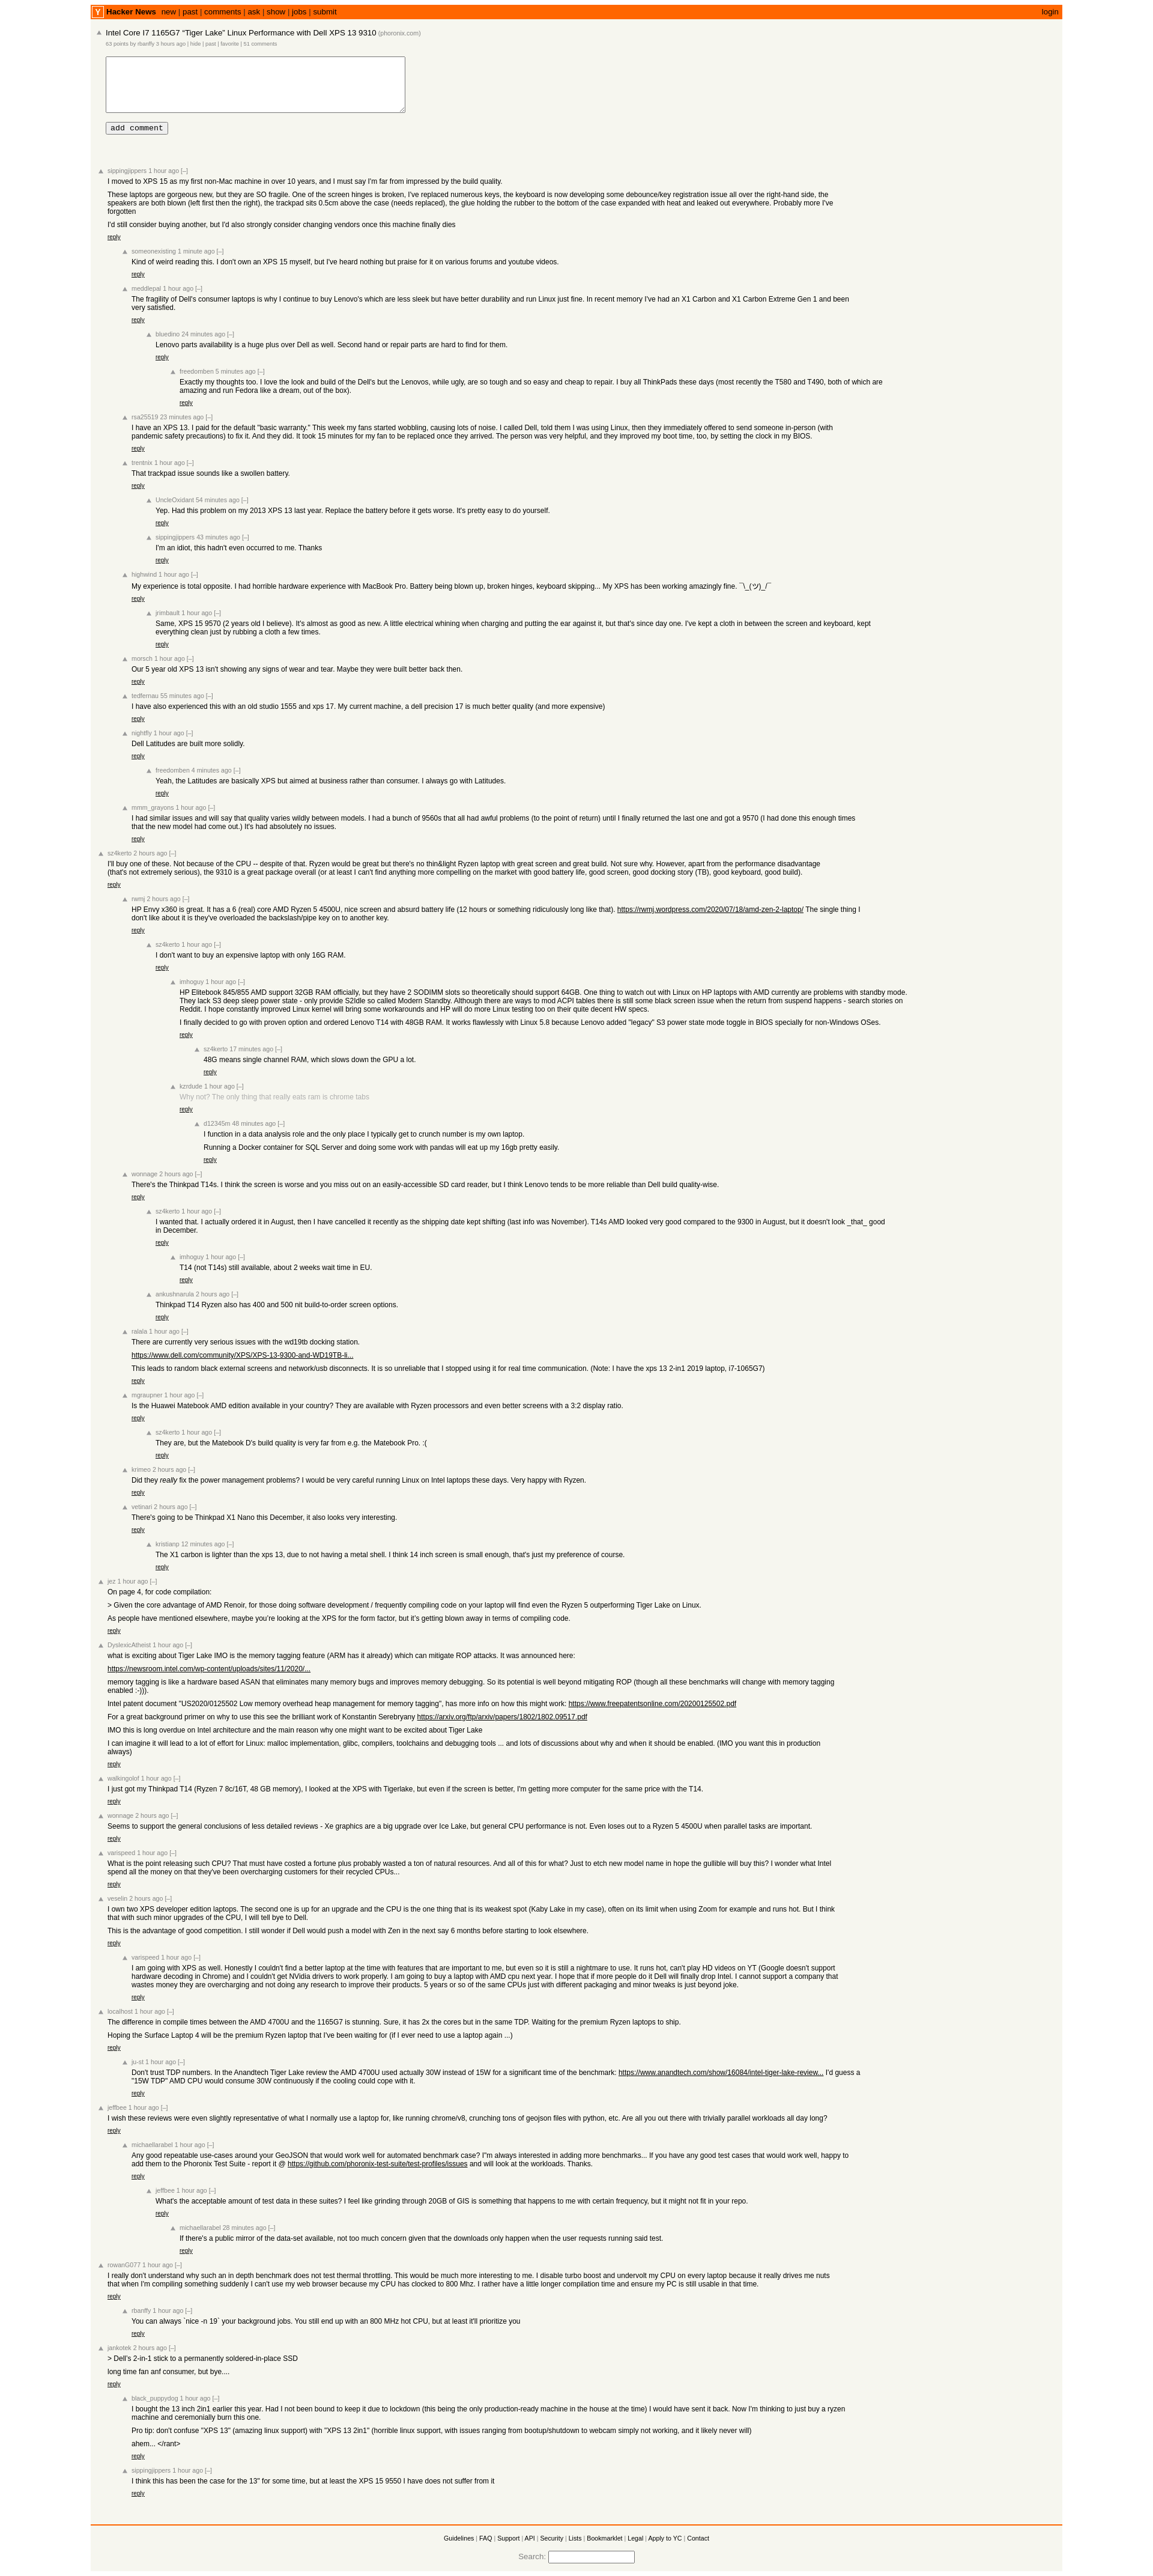 Y Hacker News new | past | comments | ask | show | jobs | submit login
Intel Core I7 1165G7 “Tiger Lake” Linux Performance with Dell XPS 13 9310 (phoronix.com)
63 points by rbanffy 3 hours ago | hide | past | favorite | 51 comments
add comment
sippingjippers 1 hour ago [–]
I moved to XPS 15 as my first non-Mac machine in over 10 years, and I must say I'm far from impressed by the build quality.
These laptops are gorgeous new, but they are SO fragile. One of the screen hinges is broken, I've replaced numerous keys, the keyboard is now developing some debounce/key registration issue all over the right-hand side, the
speakers are both blown (left first then the right), the trackpad sits 0.5cm above the case (needs replaced), the glue holding the rubber to the bottom of the case expanded with heat and leaked out everywhere. Probably more I've
forgotten
I'd still consider buying another, but I'd also strongly consider changing vendors once this machine finally dies
reply
someonexisting 1 minute ago [–]
Kind of weird reading this. I don't own an XPS 15 myself, but I've heard nothing but praise for it on various forums and youtube videos.
reply
meddlepal 1 hour ago [–]
The fragility of Dell's consumer laptops is why I continue to buy Lenovo's which are less sleek but have better durability and run Linux just fine. In recent memory I've had an X1 Carbon and X1 Carbon Extreme Gen 1 and been
very satisfied.
reply
bluedino 24 minutes ago [–]
Lenovo parts availability is a huge plus over Dell as well. Second hand or repair parts are hard to find for them.
reply
freedomben 5 minutes ago [–]
Exactly my thoughts too. I love the look and build of the Dell's but the Lenovos, while ugly, are so tough and so easy and cheap to repair. I buy all ThinkPads these days (most recently the T580 and T490, both of which are
amazing and run Fedora like a dream, out of the box).
reply
rsa25519 23 minutes ago [–]
I have an XPS 13. I paid for the default "basic warranty." This week my fans started wobbling, causing lots of noise. I called Dell, told them I was using Linux, then they immediately offered to send someone in-person (with
pandemic safety precautions) to fix it. And they did. It took 15 minutes for my fan to be replaced once they arrived. The person was very helpful, and they improved my boot time, too, by setting the clock in my BIOS.
reply
trentnix 1 hour ago [–]
That trackpad issue sounds like a swollen battery.
reply
UncleOxidant 54 minutes ago [–]
Yep. Had this problem on my 2013 XPS 13 last year. Replace the battery before it gets worse. It's pretty easy to do yourself.
reply
sippingjippers 43 minutes ago [–]
I'm an idiot, this hadn't even occurred to me. Thanks
reply
highwind 1 hour ago [–]
My experience is total opposite. I had horrible hardware experience with MacBook Pro. Battery being blown up, broken hinges, keyboard skipping... My XPS has been working amazingly fine. ¯\_(ツ)_/¯
reply
jrimbault 1 hour ago [–]
Same, XPS 15 9570 (2 years old I believe). It's almost as good as new. A little electrical whining when charging and putting the ear against it, but that's since day one. I've kept a cloth in between the screen and keyboard, kept
everything clean just by rubbing a cloth a few times.
reply
morsch 1 hour ago [–]
Our 5 year old XPS 13 isn't showing any signs of wear and tear. Maybe they were built better back then.
reply
tedfernau 55 minutes ago [–]
I have also experienced this with an old studio 1555 and xps 17. My current machine, a dell precision 17 is much better quality (and more expensive)
reply
nightfly 1 hour ago [–]
Dell Latitudes are built more solidly.
reply
freedomben 4 minutes ago [–]
Yeah, the Latitudes are basically XPS but aimed at business rather than consumer. I always go with Latitudes.
reply
mmm_grayons 1 hour ago [–]
I had similar issues and will say that quality varies wildly between models. I had a bunch of 9560s that all had awful problems (to the point of return) until I finally returned the last one and got a 9570 (I had done this enough times
that the new model had come out.) It's had absolutely no issues.
reply
sz4kerto 2 hours ago [–]
I'll buy one of these. Not because of the CPU -- despite of that. Ryzen would be great but there's no thin&light Ryzen laptop with great screen and great build. Not sure why. However, apart from the performance disadvantage
(that's not extremely serious), the 9310 is a great package overall (or at least I can't find anything more compelling on the market with good battery life, good screen, good docking story (TB), good keyboard, good build).
reply
rwmj 2 hours ago [–]
HP Envy x360 is great. It has a 6 (real) core AMD Ryzen 5 4500U, nice screen and absurd battery life (12 hours or something ridiculously long like that). https://rwmj.wordpress.com/2020/07/18/amd-zen-2-laptop/ The single thing I
don't like about it is they've overloaded the backslash/pipe key on to another key.
reply
sz4kerto 1 hour ago [–]
I don't want to buy an expensive laptop with only 16G RAM.
reply
imhoguy 1 hour ago [–]
HP Elitebook 845/855 AMD support 32GB RAM officially, but they have 2 SODIMM slots so theoretically should support 64GB. One thing to watch out with Linux on HP laptops with AMD currently are problems with standby mode.
They lack S3 deep sleep power state - only provide S2Idle so called Modern Standby. Although there are ways to mod ACPI tables there is still some black screen issue when the return from suspend happens - search stories on
Reddit. I hope constantly improved Linux kernel will bring some workarounds and HP will do more Linux testing too on their quite decent HW specs.
I finally decided to go with proven option and ordered Lenovo T14 with 48GB RAM. It works flawlessly with Linux 5.8 because Lenovo added "legacy" S3 power state mode toggle in BIOS specially for non-Windows OSes.
reply
sz4kerto 17 minutes ago [–]
48G means single channel RAM, which slows down the GPU a lot.
reply
kzrdude 1 hour ago [–]
Why not? The only thing that really eats ram is chrome tabs
reply
d12345m 48 minutes ago [–]
I function in a data analysis role and the only place I typically get to crunch number is my own laptop.
Running a Docker container for SQL Server and doing some work with pandas will eat up my 16gb pretty easily.
reply
wonnage 2 hours ago [–]
There's the Thinkpad T14s. I think the screen is worse and you miss out on an easily-accessible SD card reader, but I think Lenovo tends to be more reliable than Dell build quality-wise.
reply
sz4kerto 1 hour ago [–]
I wanted that. I actually ordered it in August, then I have cancelled it recently as the shipping date kept shifting (last info was November). T14s AMD looked very good compared to the 9300 in August, but it doesn't look _that_ good
in December.
reply
imhoguy 1 hour ago [–]
T14 (not T14s) still available, about 2 weeks wait time in EU.
reply
ankushnarula 2 hours ago [–]
Thinkpad T14 Ryzen also has 400 and 500 nit build-to-order screen options.
reply
ralala 1 hour ago [–]
There are currently very serious issues with the wd19tb docking station.
https://www.dell.com/community/XPS/XPS-13-9300-and-WD19TB-li...
This leads to random black external screens and network/usb disconnects. It is so unreliable that I stopped using it for real time communication. (Note: I have the xps 13 2-in1 2019 laptop, i7-1065G7)
reply
mgraupner 1 hour ago [–]
Is the Huawei Matebook AMD edition available in your country? They are available with Ryzen processors and even better screens with a 3:2 display ratio.
reply
sz4kerto 1 hour ago [–]
They are, but the Matebook D's build quality is very far from e.g. the Matebook Pro. :(
reply
krimeo 2 hours ago [–]
Did they really fix the power management problems? I would be very careful running Linux on Intel laptops these days. Very happy with Ryzen.
reply
vetinari 2 hours ago [–]
There's going to be Thinkpad X1 Nano this December, it also looks very interesting.
reply
kristianp 12 minutes ago [–]
The X1 carbon is lighter than the xps 13, due to not having a metal shell. I think 14 inch screen is small enough, that's just my preference of course.
reply
jez 1 hour ago [–]
On page 4, for code compilation:
> Given the core advantage of AMD Renoir, for those doing software development / frequently compiling code on your laptop will find even the Ryzen 5 outperforming Tiger Lake on Linux.
As people have mentioned elsewhere, maybe you’re looking at the XPS for the form factor, but it’s getting blown away in terms of compiling code.
reply
DyslexicAtheist 1 hour ago [–]
what is exciting about Tiger Lake IMO is the memory tagging feature (ARM has it already) which can mitigate ROP attacks. It was announced here:
https://newsroom.intel.com/wp-content/uploads/sites/11/2020/...
memory tagging is like a hardware based ASAN that eliminates many memory bugs and improves memory debugging. So its potential is well beyond mitigating ROP (though all these benchmarks will change with memory tagging
enabled :-))).
Intel patent document "US2020/0125502 Low memory overhead heap management for memory tagging", has more info on how this might work: https://www.freepatentsonline.com/20200125502.pdf
For a great background primer on why to use this see the brilliant work of Konstantin Serebryany https://arxiv.org/ftp/arxiv/papers/1802/1802.09517.pdf
IMO this is long overdue on Intel architecture and the main reason why one might want to be excited about Tiger Lake
I can imagine it will lead to a lot of effort for Linux: malloc implementation, glibc, compilers, toolchains and debugging tools ... and lots of discussions about why and when it should be enabled. (IMO you want this in production
always)
reply
walkingolof 1 hour ago [–]
I just got my Thinkpad T14 (Ryzen 7 8c/16T, 48 GB memory), I looked at the XPS with Tigerlake, but even if the screen is better, I'm getting more computer for the same price with the T14.
reply
wonnage 2 hours ago [–]
Seems to support the general conclusions of less detailed reviews - Xe graphics are a big upgrade over Ice Lake, but general CPU performance is not. Even loses out to a Ryzen 5 4500U when parallel tasks are important.
reply
varispeed 1 hour ago [–]
What is the point releasing such CPU? That must have costed a fortune plus probably wasted a ton of natural resources. And all of this for what? Just to etch new model name in hope the gullible will buy this? I wonder what Intel
spend all the money on that they've been overcharging customers for their recycled CPUs...
reply
veselin 2 hours ago [–]
I own two XPS developer edition laptops. The second one is up for an upgrade and the CPU is the one thing that is its weakest spot (Kaby Lake in my case), often on its limit when using Zoom for example and runs hot. But I think
that with such minor upgrades of the CPU, I will tell bye to Dell.
This is the advantage of good competition. I still wonder if Dell would push a model with Zen in the next say 6 months before starting to look elsewhere.
reply
varispeed 1 hour ago [–]
I am going with XPS as well. Honestly I couldn't find a better laptop at the time with features that are important to me, but even so it is still a nightmare to use. It runs hot, can't play HD videos on YT (Google doesn't support
hardware decoding in Chrome) and I couldn't get NVidia drivers to work properly. I am going to buy a laptop with AMD cpu next year. I hope that if more people do it Dell will finally drop Intel. I cannot support a company that
wastes money they are overcharging and not doing any research to improve their products. 5 years or so of the same CPUs just with different packaging and minor tweaks is just beyond joke.
reply
localhost 1 hour ago [–]
The difference in compile times between the AMD 4700U and the 1165G7 is stunning. Sure, it has 2x the cores but in the same TDP. Waiting for the premium Ryzen laptops to ship.
Hoping the Surface Laptop 4 will be the premium Ryzen laptop that I've been waiting for (if I ever need to use a laptop again ...)
reply
ju-st 1 hour ago [–]
Don't trust TDP numbers. In the Anandtech Tiger Lake review the AMD 4700U used actually 30W instead of 15W for a significant time of the benchmark: https://www.anandtech.com/show/16084/intel-tiger-lake-review... I'd guess a
"15W TDP" AMD CPU would consume 30W continuously if the cooling could cope with it.
reply
jeffbee 1 hour ago [–]
I wish these reviews were even slightly representative of what I normally use a laptop for, like running chrome/v8, crunching tons of geojson files with python, etc. Are all you out there with trivially parallel workloads all day long?
reply
michaellarabel 1 hour ago [–]
Any good repeatable use-cases around your GeoJSON that would work well for automated benchmark case? I"m always interested in adding more benchmarks... If you have any good test cases that would work well, happy to
add them to the Phoronix Test Suite - report it @ https://github.com/phoronix-test-suite/test-profiles/issues and will look at the workloads. Thanks.
reply
jeffbee 1 hour ago [–]
What's the acceptable amount of test data in these suites? I feel like grinding through 20GB of GIS is something that happens to me with certain frequency, but it might not fit in your repo.
reply
michaellarabel 28 minutes ago [–]
If there's a public mirror of the data-set available, not too much concern given that the downloads only happen when the user requests running said test.
reply
rowanG077 1 hour ago [–]
I really don't understand why such an in depth benchmark does not test thermal throttling. This would be much more interesting to me. I disable turbo boost and undervolt my CPU on every laptop because it really drives me nuts
that when I'm compiling something suddenly I can't use my web browser because my CPU has clocked to 800 Mhz. I rather have a little longer compilation time and ensure my PC is still usable in that time.
reply
rbanffy 1 hour ago [–]
You can always `nice -n 19` your background jobs. You still end up with an 800 MHz hot CPU, but at least it'll prioritize you
reply
jankotek 2 hours ago [–]
> Dell's 2-in-1 stick to a permanently soldered-in-place SSD
long time fan anf consumer, but bye....
reply
black_puppydog 1 hour ago [–]
I bought the 13 inch 2in1 earlier this year. Had I not been bound to keep it due to lockdown (this being the only production-ready machine in the house at the time) I would have sent it back. Now I'm thinking to just buy a ryzen
machine and ceremonially burn this one.
Pro tip: don't confuse "XPS 13" (amazing linux support) with "XPS 13 2in1" (horrible linux support, with issues ranging from bootup/shutdown to webcam simply not working, and it likely never will)
ahem... </rant>
reply
sippingjippers 1 hour ago [–]
I think this has been the case for the 13" for some time, but at least the XPS 15 9550 I have does not suffer from it
reply
Guidelines | FAQ | Support | API | Security | Lists | Bookmarklet | Legal | Apply to YC | Contact
Search: